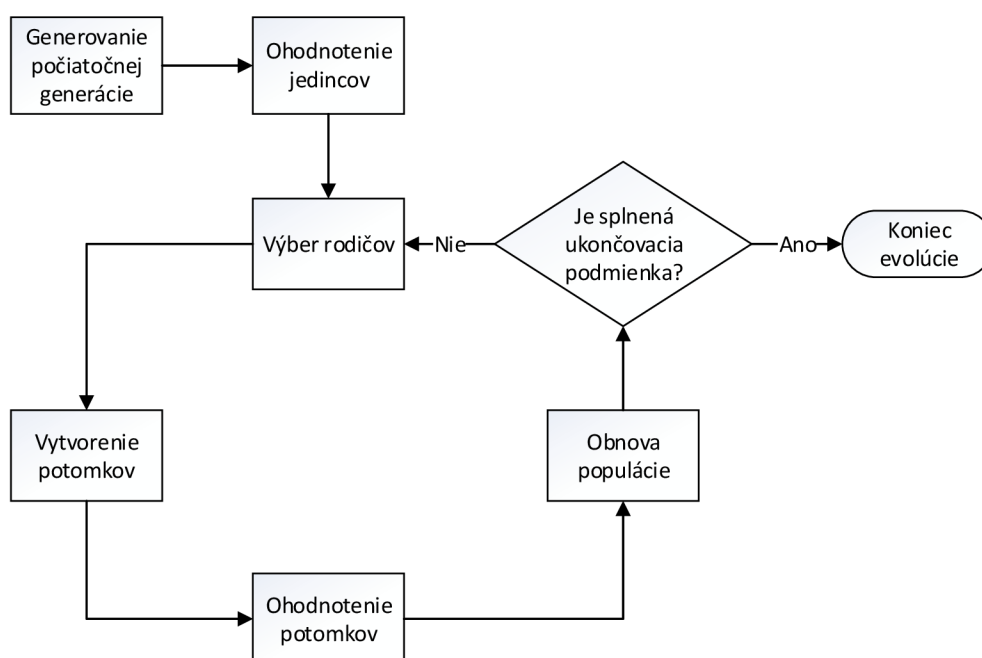 Generovanie
počiatočnej
generácie
Ohodnotenie
jedincov
Výber rodičov
Nie
Je splnená
ukončovacia
podmienka?
Ano
Koniec
evolúcie
Vytvorenie
potomkov
Obnova
populácie
Ohodnotenie
potomkov